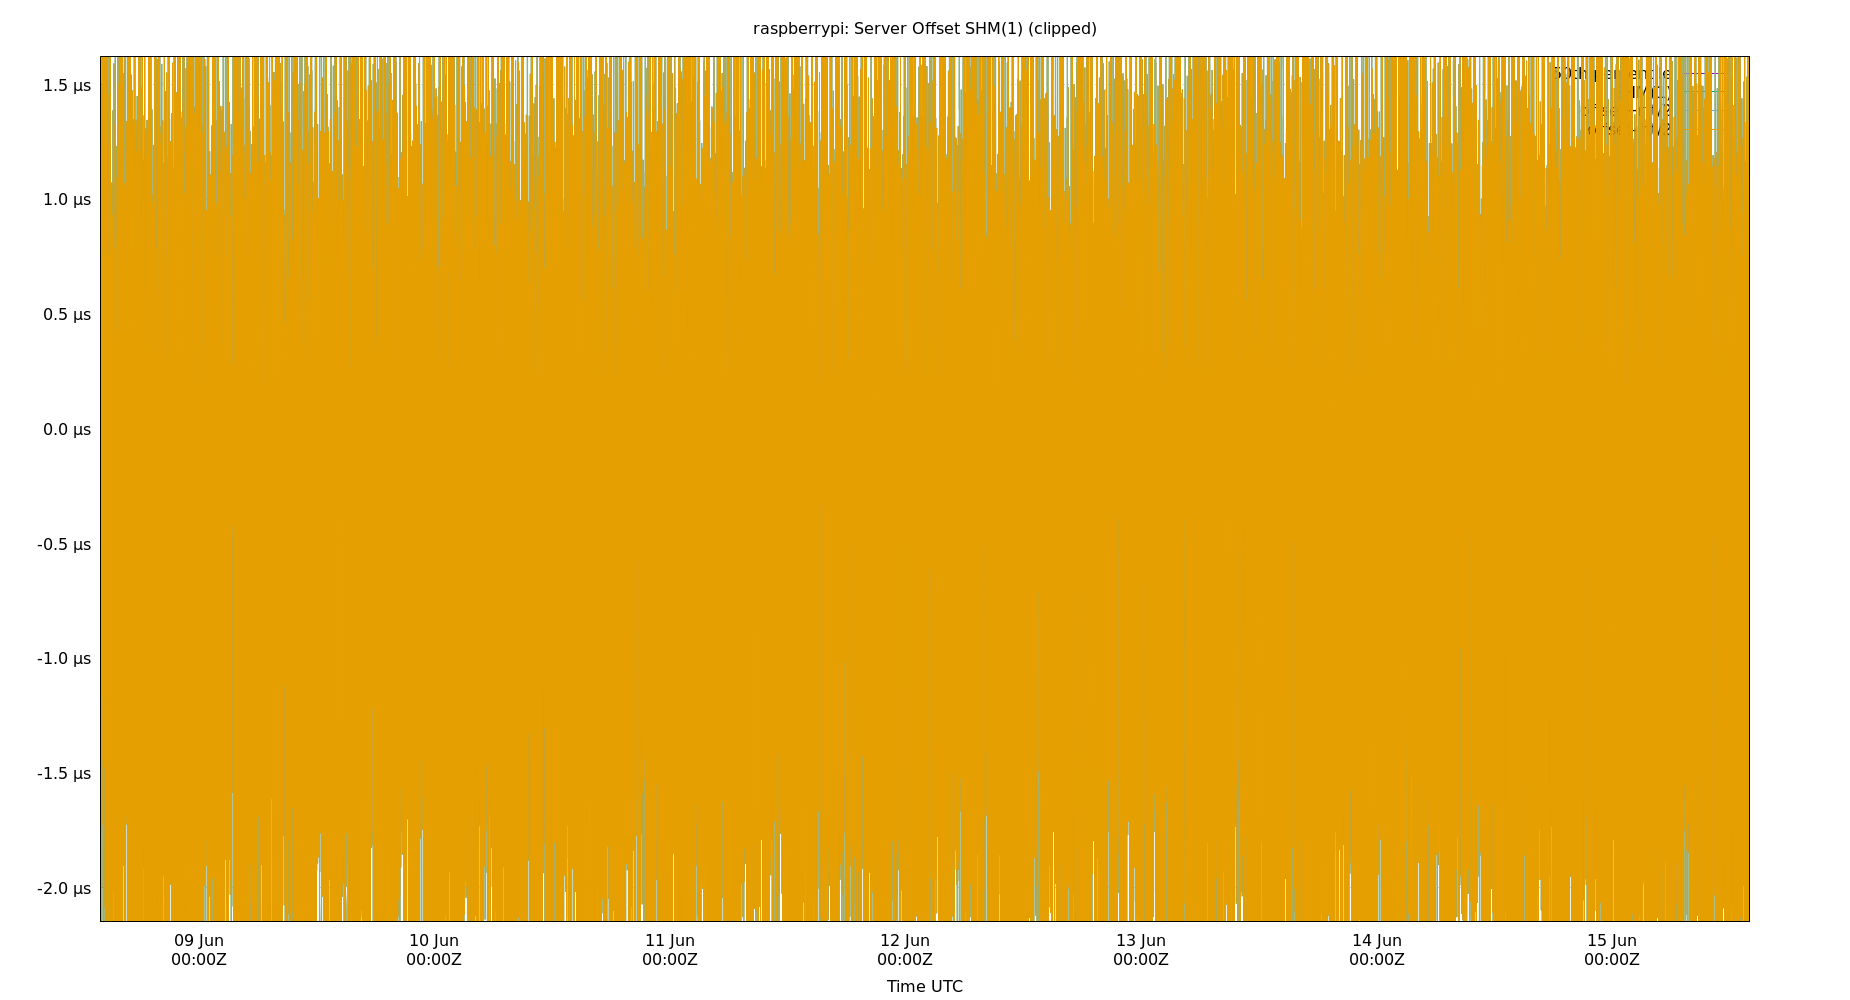 raspberrypi: Server Offset SHM(1) (clipped)
1.5 µs
1.0 µs
0.5 µs
0.0 µs
-0.5 µs
-1.0 µs
-1.5 µs
-2.0 µs
09 Jun 10 Jun 11 Jun 12 Jun 13 Jun 14 Jun 15 Jun
00:00Z 00:00Z 00:00Z 00:00Z 00:00Z 00:00Z 00:00Z
Time UTC